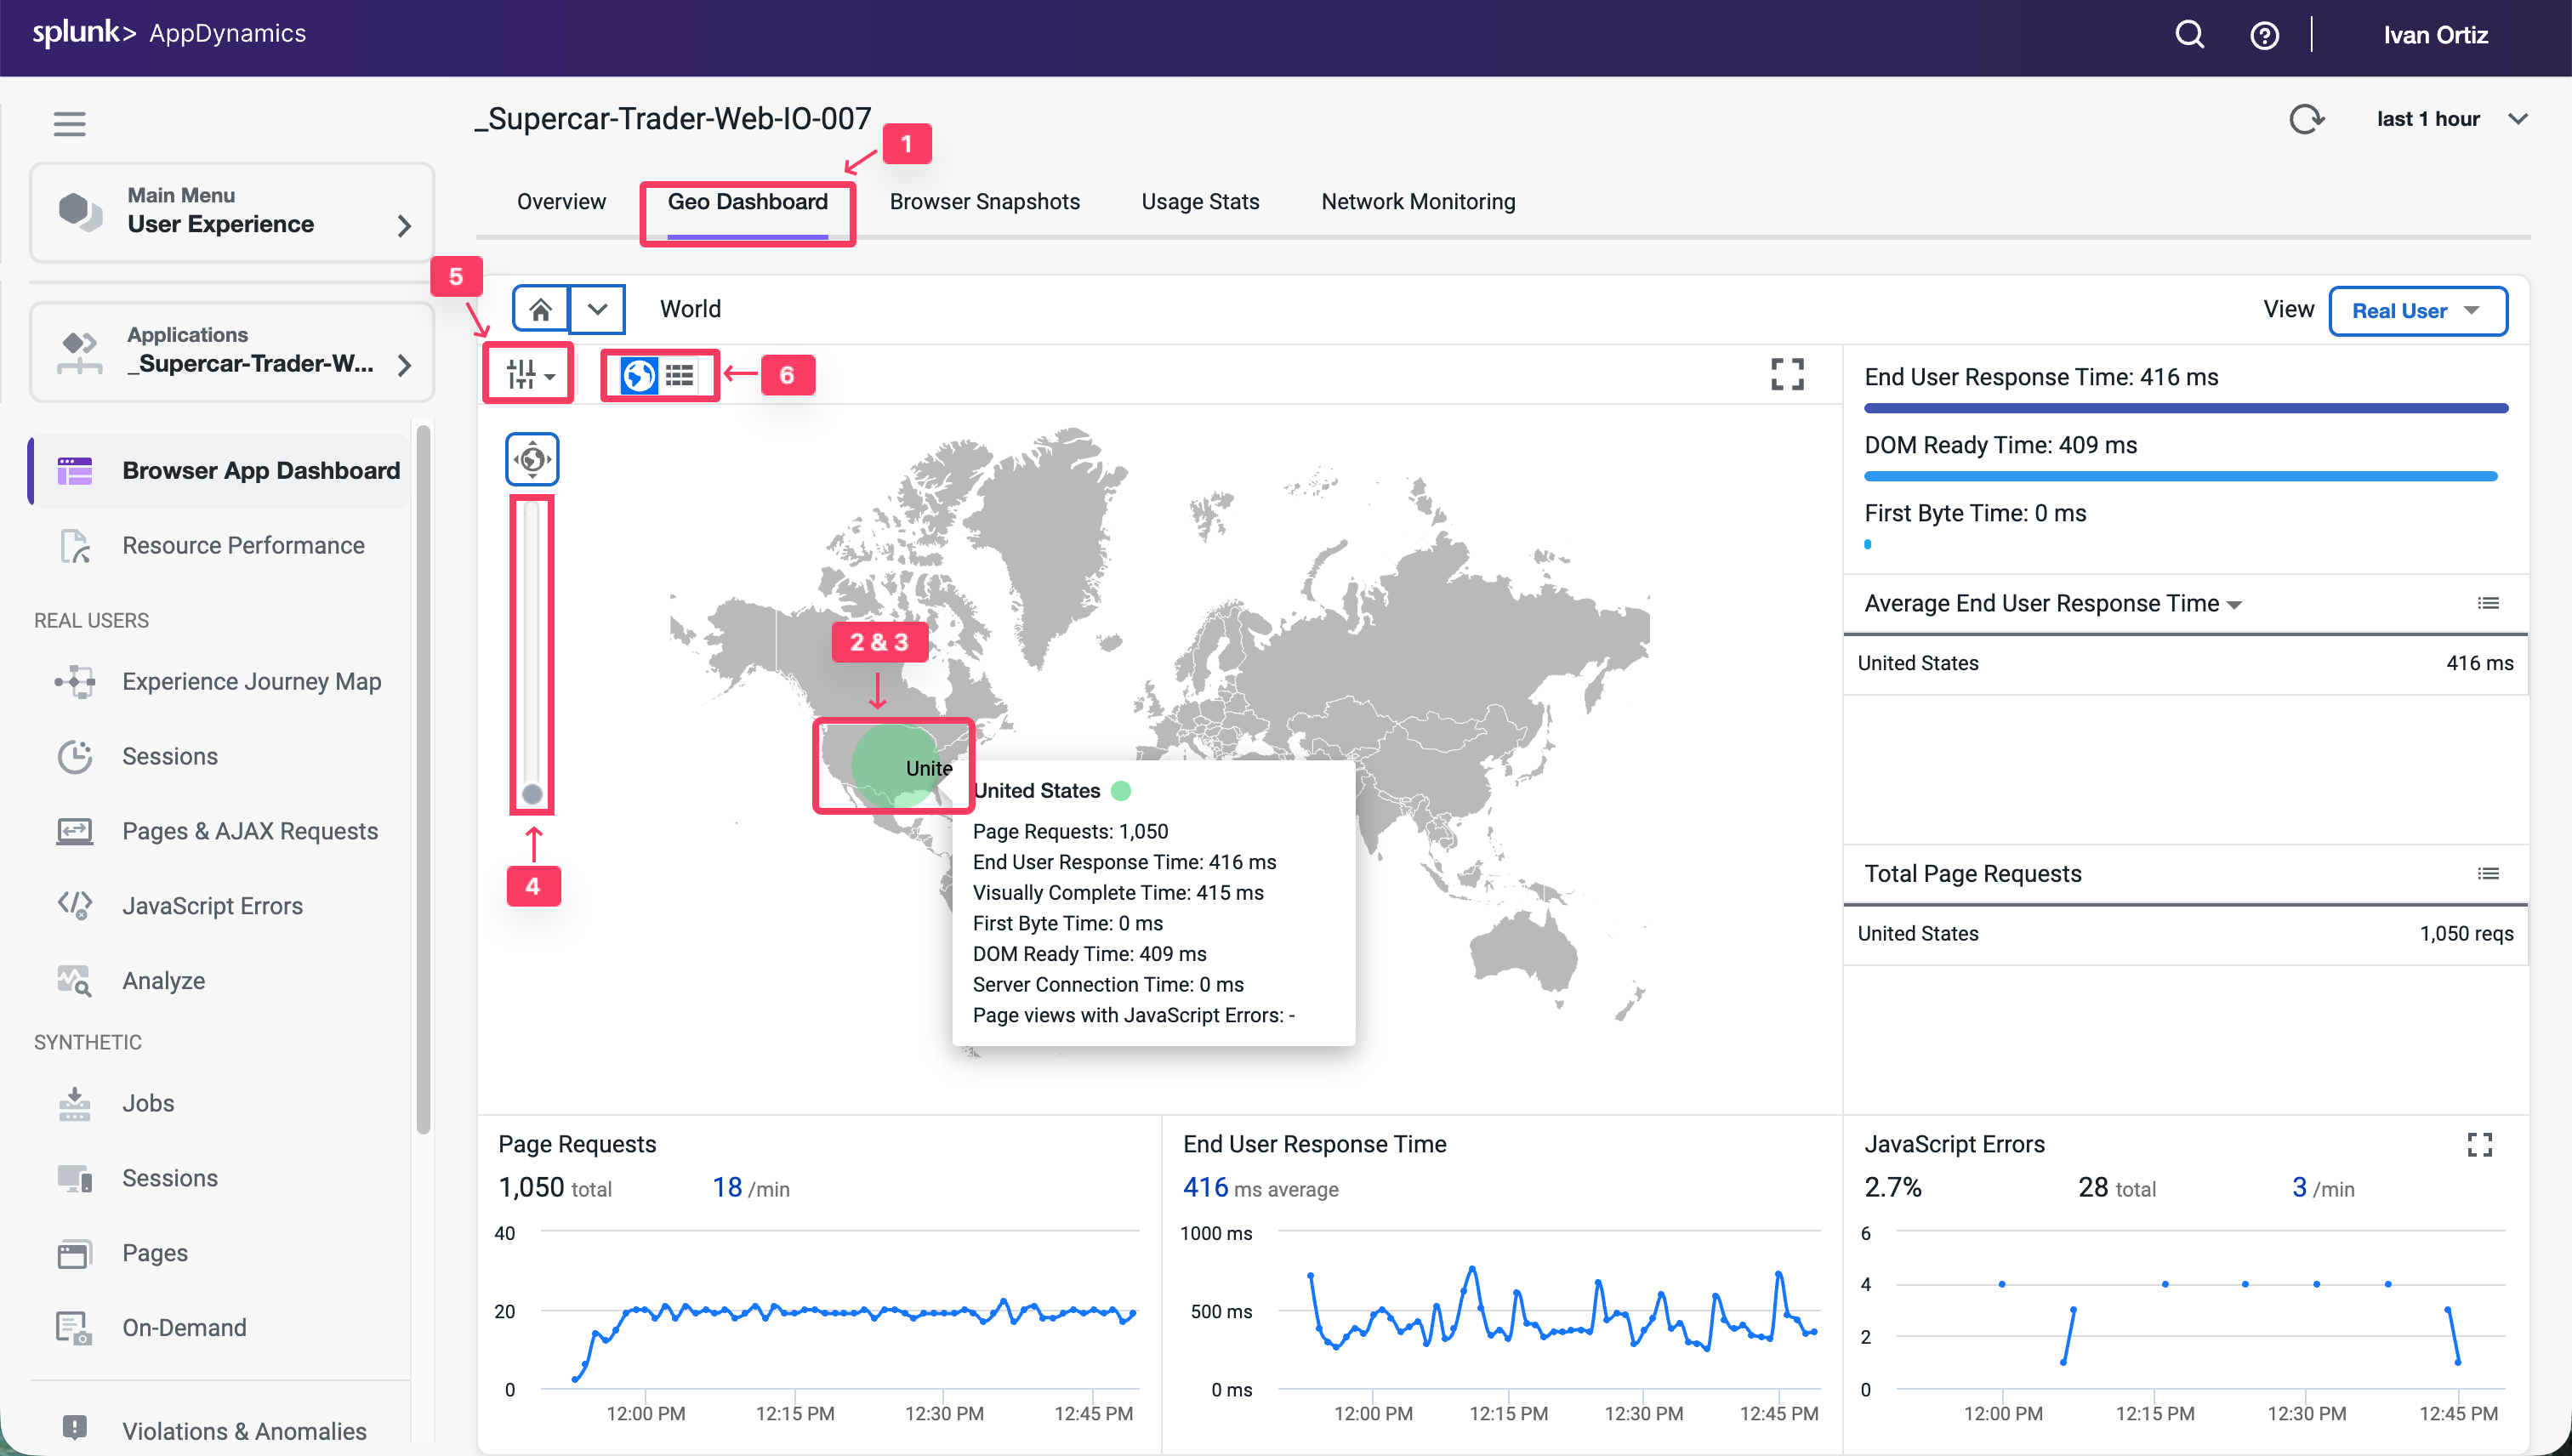 splunk> AppDynamics
Ivan Ortiz
_Supercar-Trader-Web-IO-007
last 1 hour
1
Main Menu
User Experience
Overview
Geo Dashboard
Browser Snapshots
Usage Stats
Network Monitoring
5
World
View
Real User
Applications
_Supercar-Trader-W...
6
End User Response Time: 416 ms
DOM Ready Time: 409 ms
First Byte Time: 0 ms
Browser App Dashboard
Resource Performance
REAL USERS
Experience Journey Map
Sessions
Pages & AJAX Requests
JavaScript Errors
Analyze
SYNTHETIC
Jobs
Sessions
Pages
On-Demand
Violations & Anomalies
2 & 3
Unite
4
United States
Page Requests: 1,050
End User Response Time: 416 ms
Visually Complete Time: 415 ms
First Byte Time: 0 ms
DOM Ready Time: 409 ms
Server Connection Time: 0 ms
Page views with JavaScript Errors: -
Average End User Response Time
United States 416 ms
Total Page Requests
United States 1,050 reqs
Page Requests
1,050 total 18 /min
40
20
0
12:00 PM 12:15 PM 12:30 PM 12:45 PM
End User Response Time
416 ms average
1000 ms
500 ms
0 ms
12:00 PM 12:15 PM 12:30 PM 12:45 PM
JavaScript Errors
2.7% 28 total 3 /min
6
4
2
0
12:00 PM 12:15 PM 12:30 PM 12:45 PM